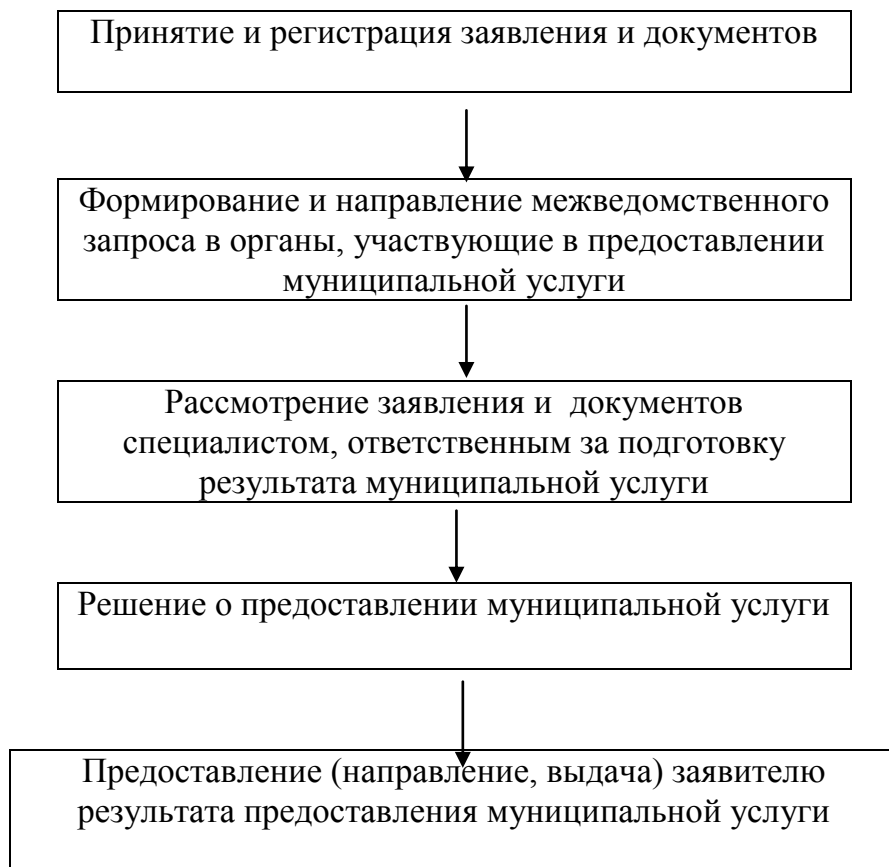 Принятие и регистрация заявления и документов
Формирование и направление межведомственного
запроса в органы, участвующие в предоставлении
муниципальной услуги
Рассмотрение заявления и  документов
специалистом, ответственным за подготовку
результата муниципальной услуги
Решение о предоставлении муниципальной услуги
Предоставление (направление, выдача) заявителю
результата предоставления муниципальной услуги